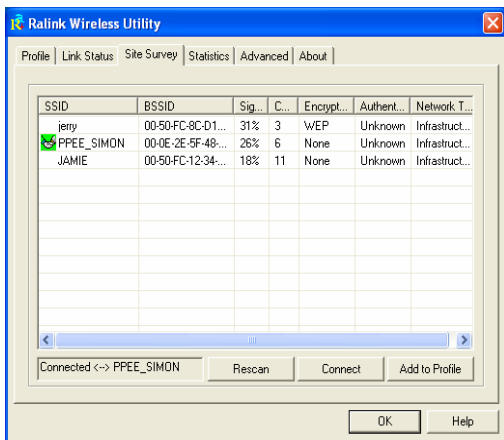 Ralink Wireless Utility
Profile Link Status Site Survey Statistics Advanced About
SSID BSSID Sig... C... Encrypt... Authent... Network T...
jerry 00-50-FC-8C-D1... 31% 3 WEP Unknown Infrastruct...
PPEE_SIMON 00-0E-2E-5F-48-... 26% 6 None Unknown Infrastruct...
JAMIE 00-50-FC-12-34-... 18% 11 None Unknown Infrastruct...
Connected <--> PPEE_SIMON Rescan Connect Add to Profile
OK Help